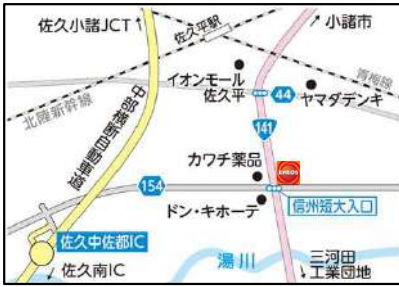 佐久小諸JCT↑
佐久平駅
小諸市
イオンモール
佐久平
44
ヤマダデンキ
青梅線
北陸新幹線
中部横断自動車道
141
カワチ薬品
ENEOS
154
ドン・キホーテ
信州短大入口
佐久中佐都IC
佐久南IC
湯川
三河田
工業団地